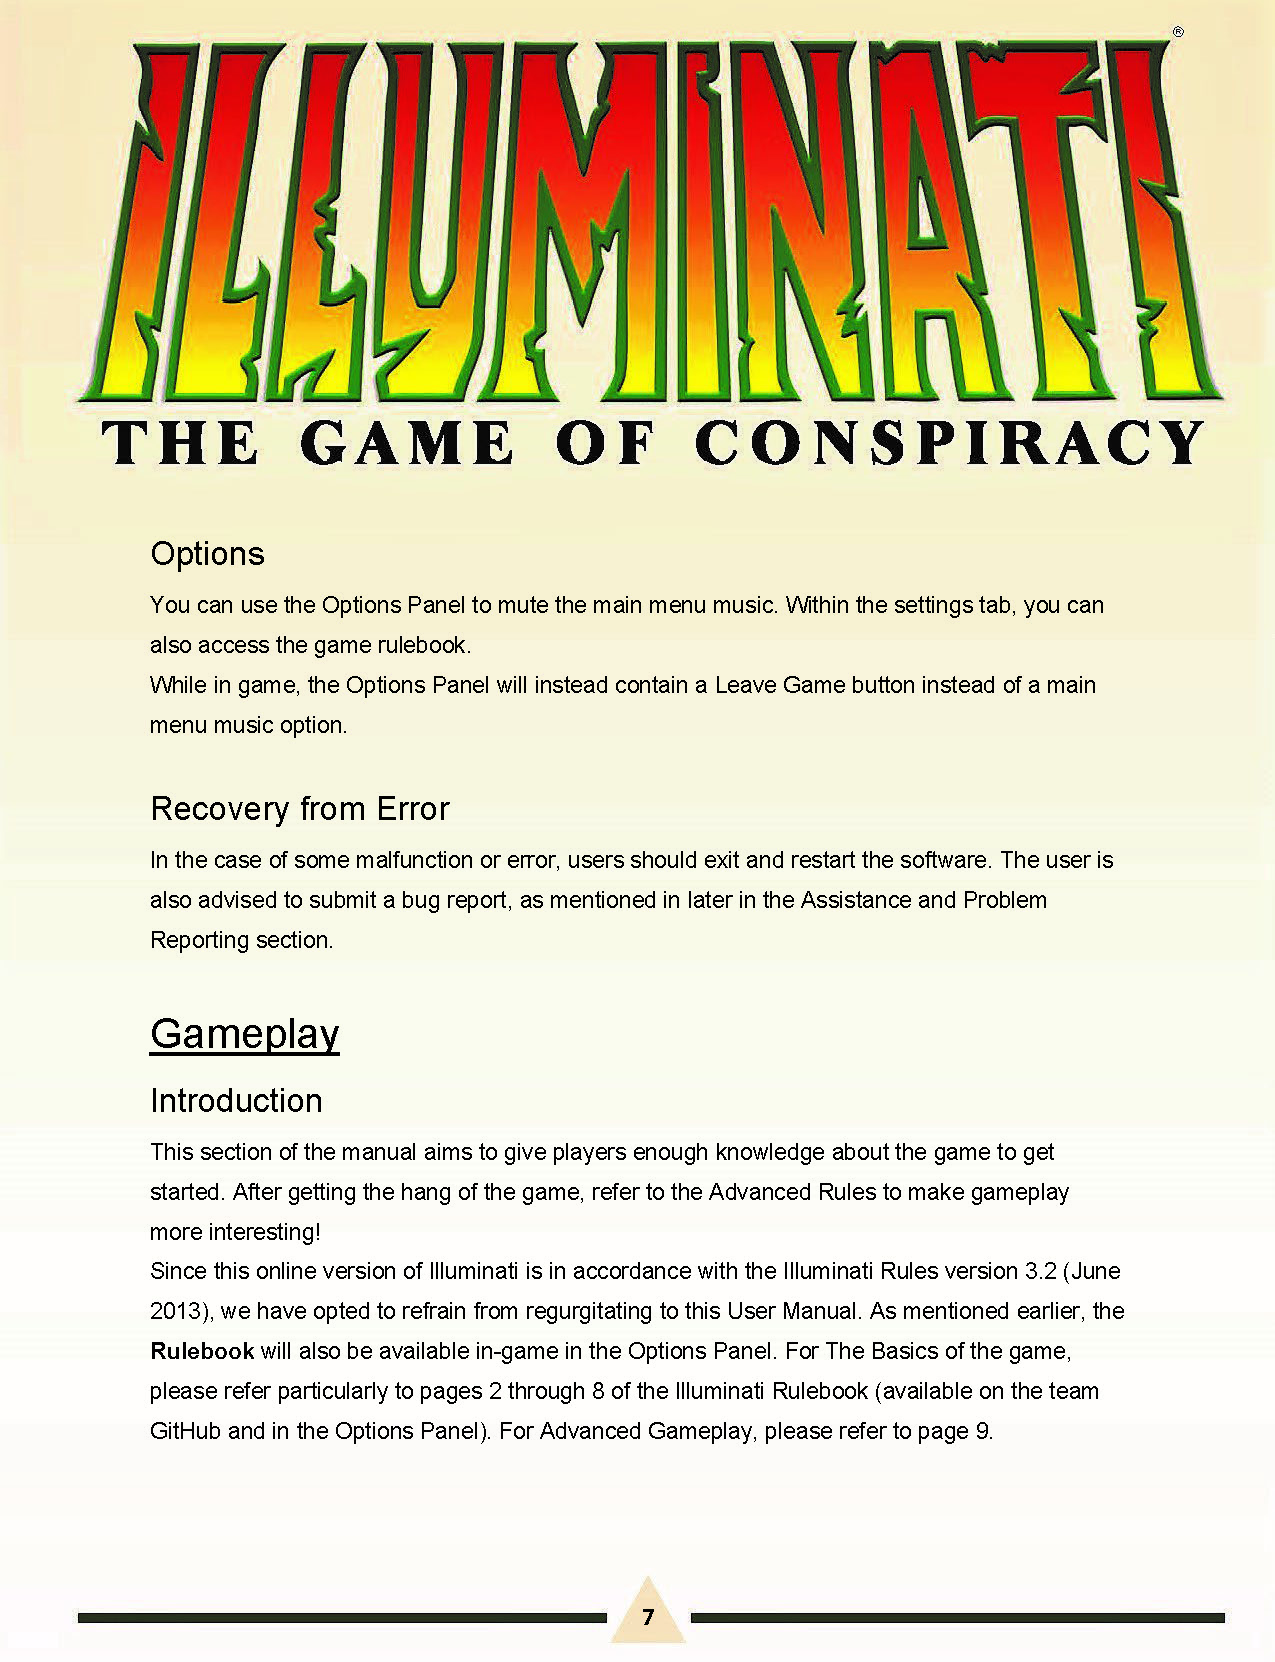 ILLUMINATI®
THE GAME OF CONSPIRACY
Options
You can use the Options Panel to mute the main menu music. Within the settings tab, you can
also access the game rulebook.
While in game, the Options Panel will instead contain a Leave Game button instead of a main
menu music option.
Recovery from Error
In the case of some malfunction or error, users should exit and restart the software. The user is
also advised to submit a bug report, as mentioned in later in the Assistance and Problem
Reporting section.
Gameplay
Introduction
This section of the manual aims to give players enough knowledge about the game to get
started. After getting the hang of the game, refer to the Advanced Rules to make gameplay
more interesting!
Since this online version of Illuminati is in accordance with the Illuminati Rules version 3.2 (June
2013), we have opted to refrain from regurgitating to this User Manual. As mentioned earlier, the
Rulebook will also be available in-game in the Options Panel. For The Basics of the game,
please refer particularly to pages 2 through 8 of the Illuminati Rulebook (available on the team
GitHub and in the Options Panel). For Advanced Gameplay, please refer to page 9.
7